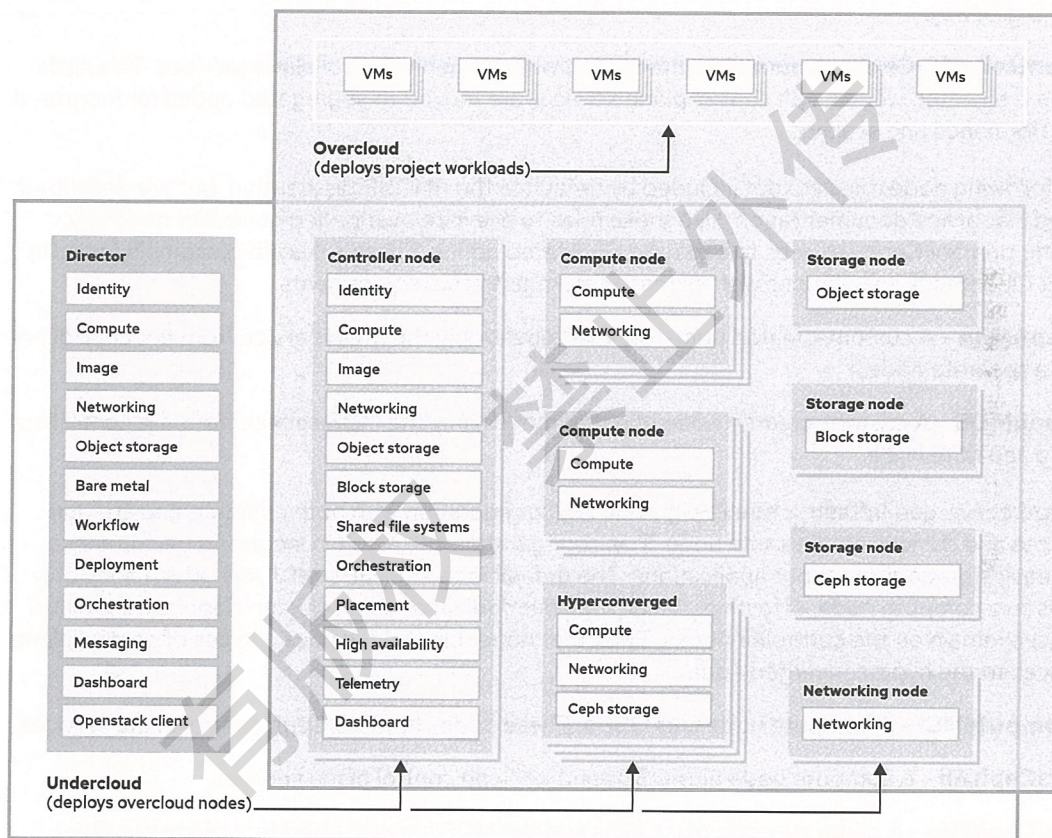 VMs
VMs
VMs
VMs
VMs
VMs
Overcloud
(deploys project workloads)
Director
Identity
Compute
Image
Networking
Object storage
Bare metal
Workflow
Deployment
Orchestration
Messaging
Dashboard
Openstack client
Controller node
Identity
Compute
Image
Networking
Object storage
Block storage
Shared file systems
Orchestration
Placement
High availability
Telemetry
Dashboard
Compute node
Compute
Networking
Compute node
Compute
Networking
Hyperconverged
Compute
Networking
Ceph storage
Storage node
Object storage
Storage node
Block storage
Storage node
Ceph storage
Networking node
Networking
Undercloud
(deploys overcloud nodes)
有版权 禁止外传